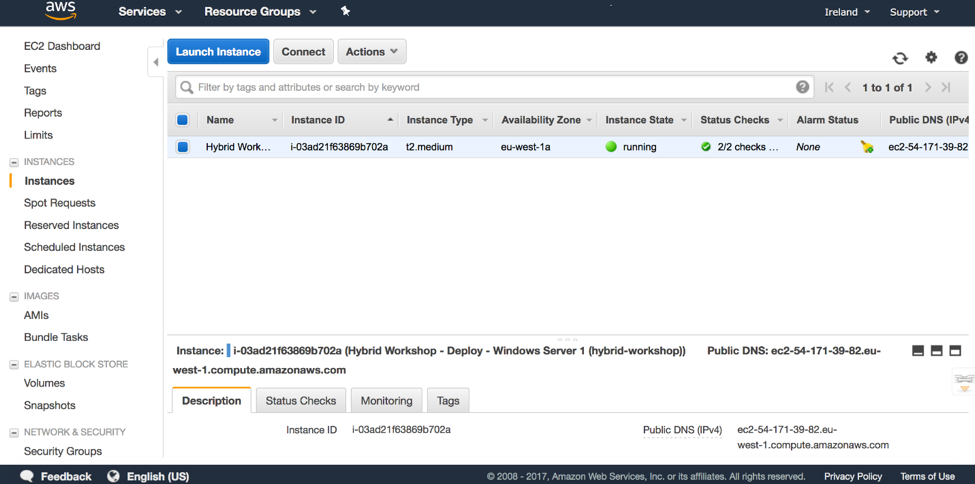 aws
Services
Resource Groups
Ireland
Support
EC2 Dashboard
Events
Tags
Reports
Limits
INSTANCES
Instances
Spot Requests
Reserved Instances
Scheduled Instances
Dedicated Hosts
IMAGES
AMIs
Bundle Tasks
ELASTIC BLOCK STORE
Volumes
Snapshots
NETWORK & SECURITY
Security Groups
Launch Instance
Connect
Actions
Filter by tags and attributes or search by keyword
1 to 1 of 1
Name Instance ID Instance Type Availability Zone Instance State Status Checks Alarm Status Public DNS (IPv4
Hybrid Work... i-03ad21f63869b702a t2.medium eu-west-1a running 2/2 checks ... None ec2-54-171-39-82
Instance: i-03ad21f63869b702a (Hybrid Workshop - Deploy - Windows Server 1 (hybrid-workshop)) Public DNS: ec2-54-171-39-82.eu-
west-1.compute.amazonaws.com
Description
Status Checks
Monitoring
Tags
Instance ID i-03ad21f63869b702a
Public DNS (IPv4) ec2-54-171-39-82.eu-
west-1.compute.amazonaws.com
Feedback
English (US)
© 2008 - 2017, Amazon Web Services, Inc. or its affiliates. All rights reserved.
Privacy Policy
Terms of Use